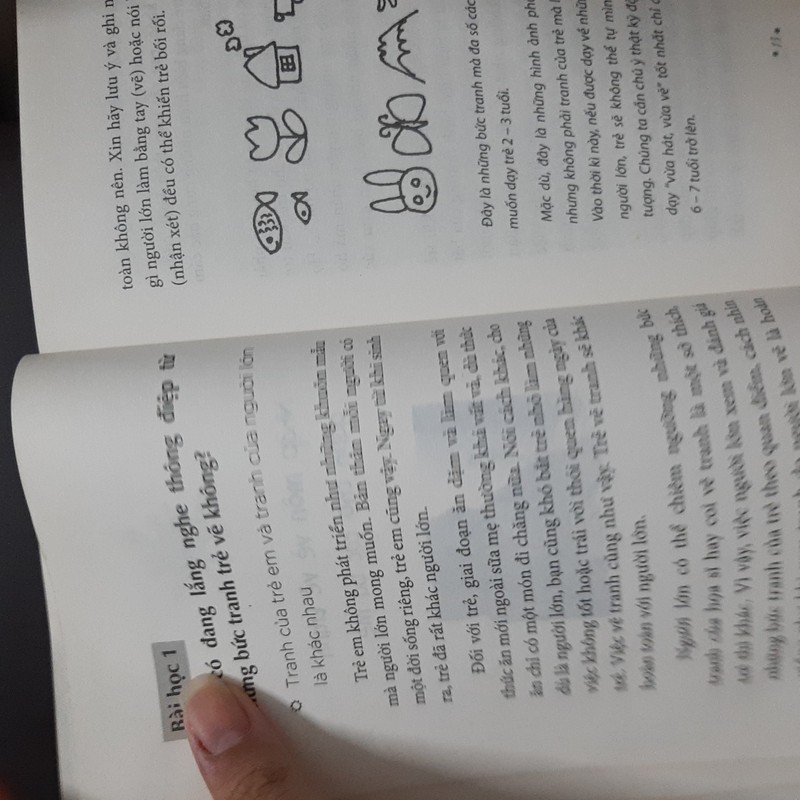 Bài học 1
có đang lắng nghe thông điệp từ
bức tranh trẻ vẽ không?
Tranh của trẻ em và tranh của người lớn
là khác nhau
Trẻ em không phát triển như những khuôn mẫu
mà người lớn mong muốn. Bản thân mỗi người có
một đời sống riêng, trẻ em cũng vậy. Ngay từ khi sinh
ra, trẻ đã rất khác người lớn.
Đối với trẻ, giai đoạn ăn dặm và làm quen với
thức ăn mới ngoài sữa mẹ thường khá vất vả, dù thức
ăn chỉ có một món đi chăng nữa. Nói cách khác, cho
dù là người lớn, bạn cũng khó bắt trẻ nhỏ làm những
việc không tốt hoặc trái với thói quen hàng ngày của
trẻ. Việc vẽ tranh cũng như vậy. Trẻ vẽ tranh sẽ khác
hoàn toàn với người lớn.
Người lớn có thể chiêm ngưỡng những bức
tranh của họa sĩ hay coi vẽ tranh là một sở thích,
trẻ thì khác. Vì vậy, việc người lớn xem và đánh giá
những bức tranh của trẻ theo quan điểm, cách nhìn
người lớn vẽ là hoàn
toàn không nên. Xin hãy lưu ý và ghi
gì người lớn làm bằng tay (vẽ) hoặc nói
(nhận xét) đều có thể khiến trẻ bối rối.
Đây là những bức tranh mà đa số các
muốn dạy trẻ 2 – 3 tuổi.
Mặc dù, đây là những hình ảnh
nhưng không phải tranh của trẻ mà
Vào thời kì này, nếu được dạy vẽ
người lớn, trẻ sẽ không thể tự
tượng. Chúng ta cần chú ý thật kỹ
dạy "vừa hát, vừa vẽ" tốt nhất chỉ
6 – 7 tuổi trở lên.